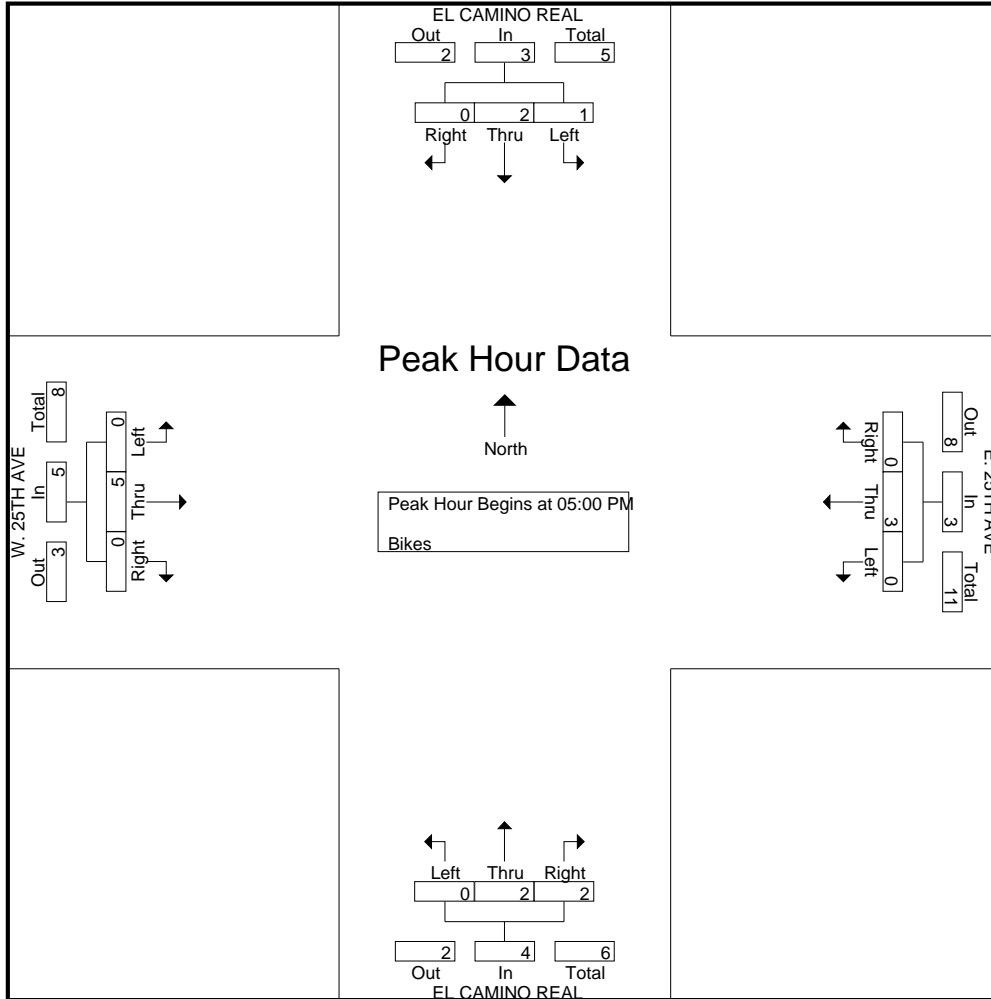 EL CAMINO REAL
Out In Total
2 3 5
0 2 1
Right Thru Left
Peak Hour Data
North
Peak Hour Begins at 05:00 PM
Bikes
W. 25TH AVE
Total In Out
8 5 3
0 5 0
Left Thru Right
E. 25TH AVE
Out In Total
8 3 11
0 3 0
Right Thru Left
Left Thru Right
0 2 2
2 4 6
Out In Total
EL CAMINO REAL